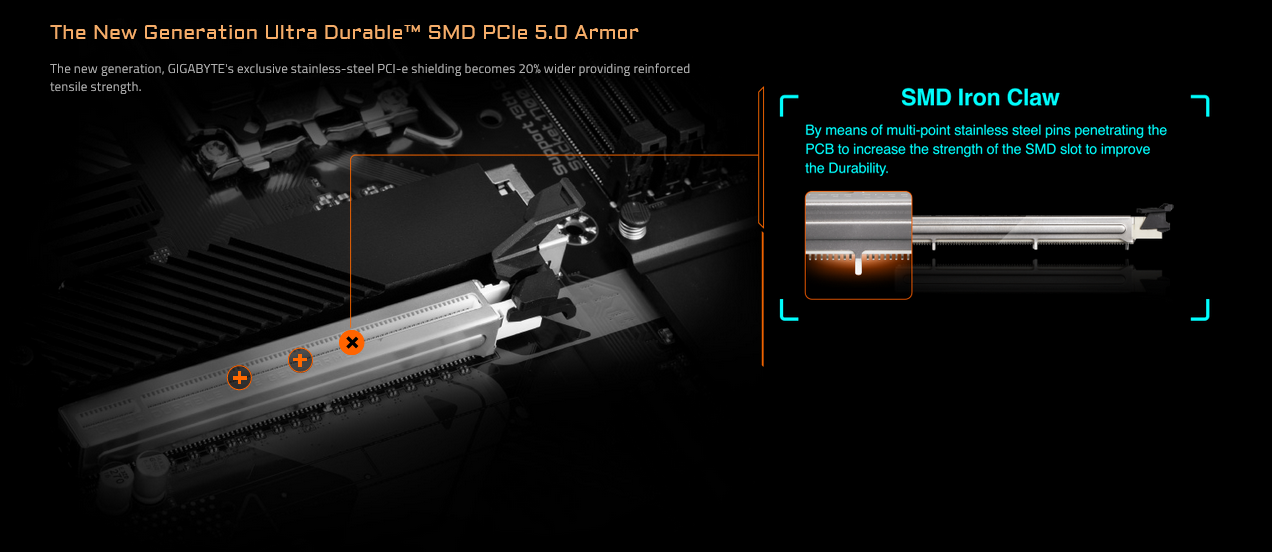 The New Generation Ultra Durable™ SMD PCIe 5.0 Armor
The new generation, GIGABYTE's exclusive stainless-steel PCI-e shielding becomes 20% wider providing reinforced
tensile strength.
SMD Iron Claw
By means of multi-point stainless steel pins penetrating the
PCB to increase the strength of the SMD slot to improve
the Durability.
Support 13th